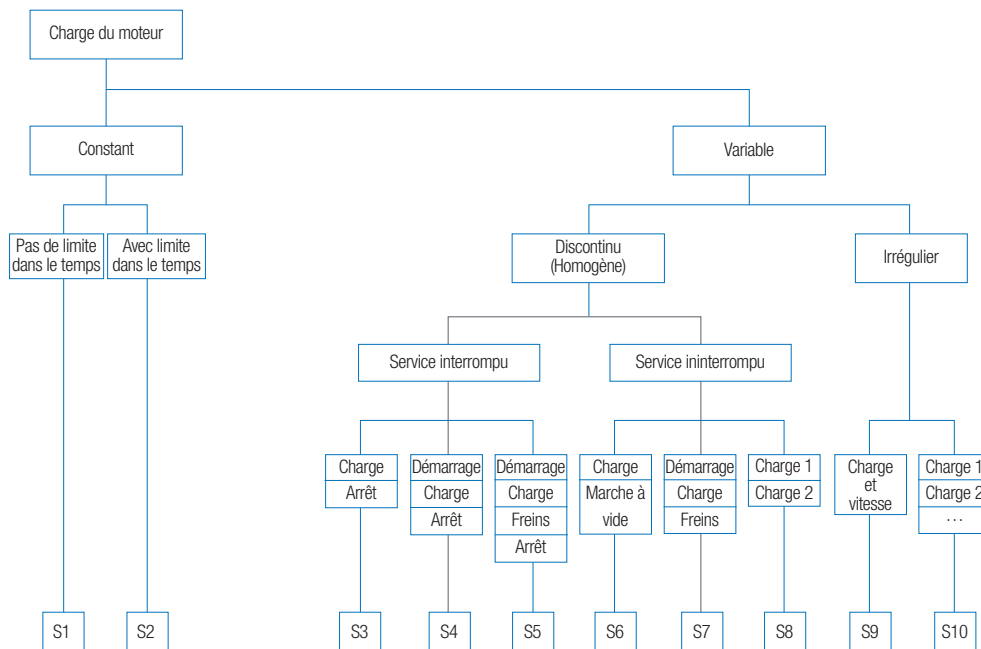 Charge du moteur
Constant
Variable
Pas de limite
dans le temps
Avec limite
dans le temps
Discontinu
(Homogène)
Irrégulier
Service interrompu
Service ininterrompu
Charge
Arrêt
Démarrage
Charge
Arrêt
Démarrage
Charge
Freins
Arrêt
Charge
Marche à
vide
Démarrage
Charge
Freins
Charge 1
Charge 2
Charge
et
vitesse
Charge 1
Charge 2
...
S1
S2
S3
S4
S5
S6
S7
S8
S9
S10